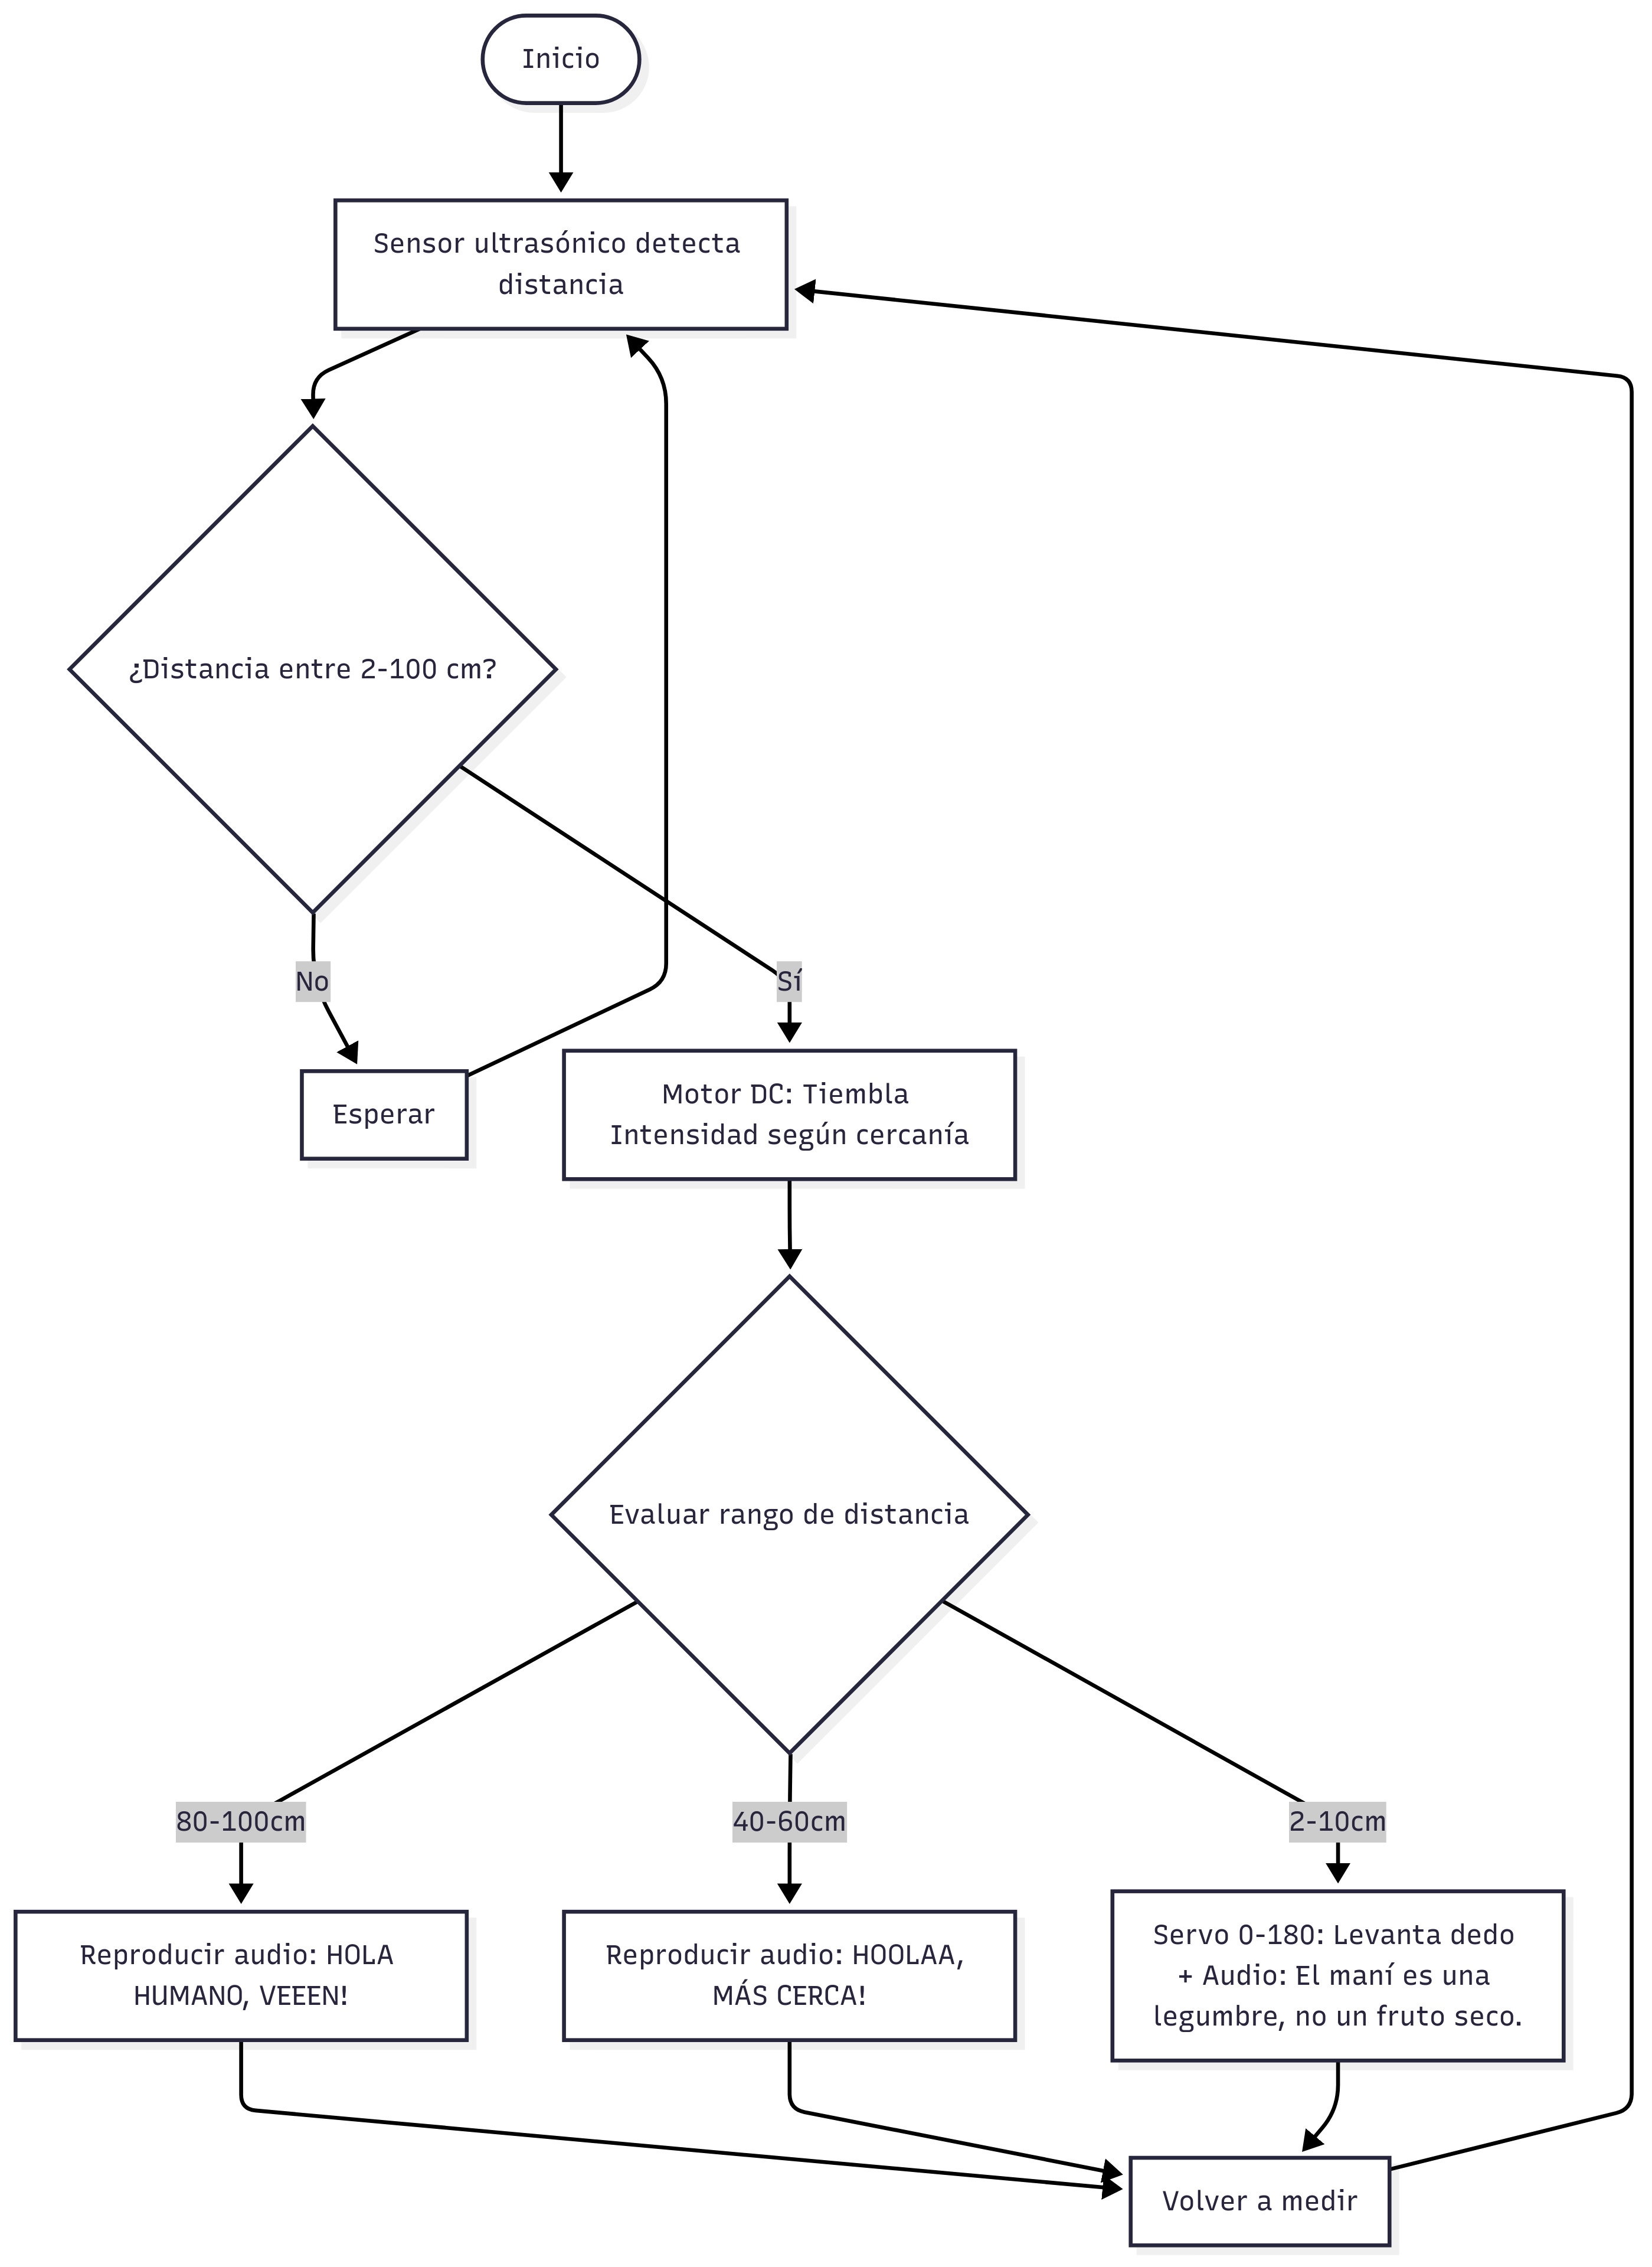 Inicio
Sensor ultrasónico detecta
distancia
¿Distancia entre 2-100 cm?
No
Sí
Esperar
Motor DC: Tiembla
Intensidad según cercanía
Evaluar rango de distancia
80-100cm
40-60cm
2-10cm
Reproducir audio: HOLA
HUMANO, VEEEN!
Reproducir audio: HOOLAA,
MÁS CERCA!
Servo 0-180: Levanta dedo
+ Audio: El maní es una
legumbre, no un fruto seco.
Volver a medir